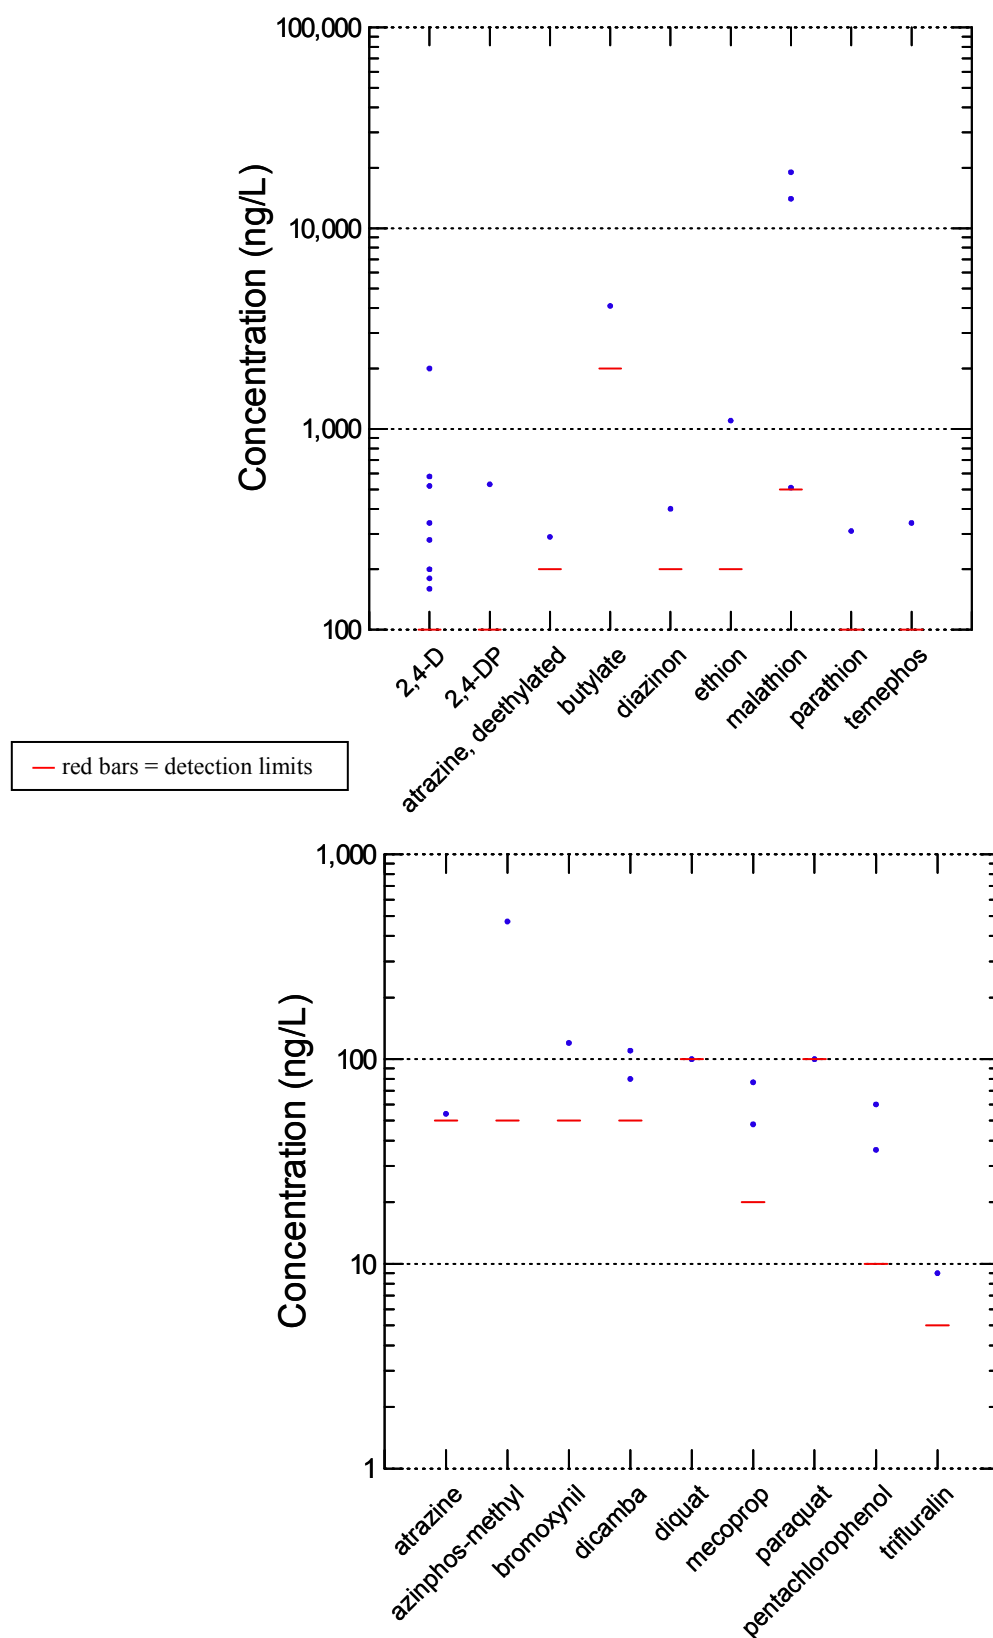 100,000
10,000
1,000
100
Concentration (ng/L)
2,4-D
2,4-DP
atrazine, deethylated
butylate
diazinon
ethion
malathion
parathion
temephos
red bars = detection limits
1,000
100
10
1
Concentration (ng/L)
atrazine
azinphos-methyl
bromoxynil
dicamba
diquat
mecoprop
paraquat
pentachlorophenol
trifluralin